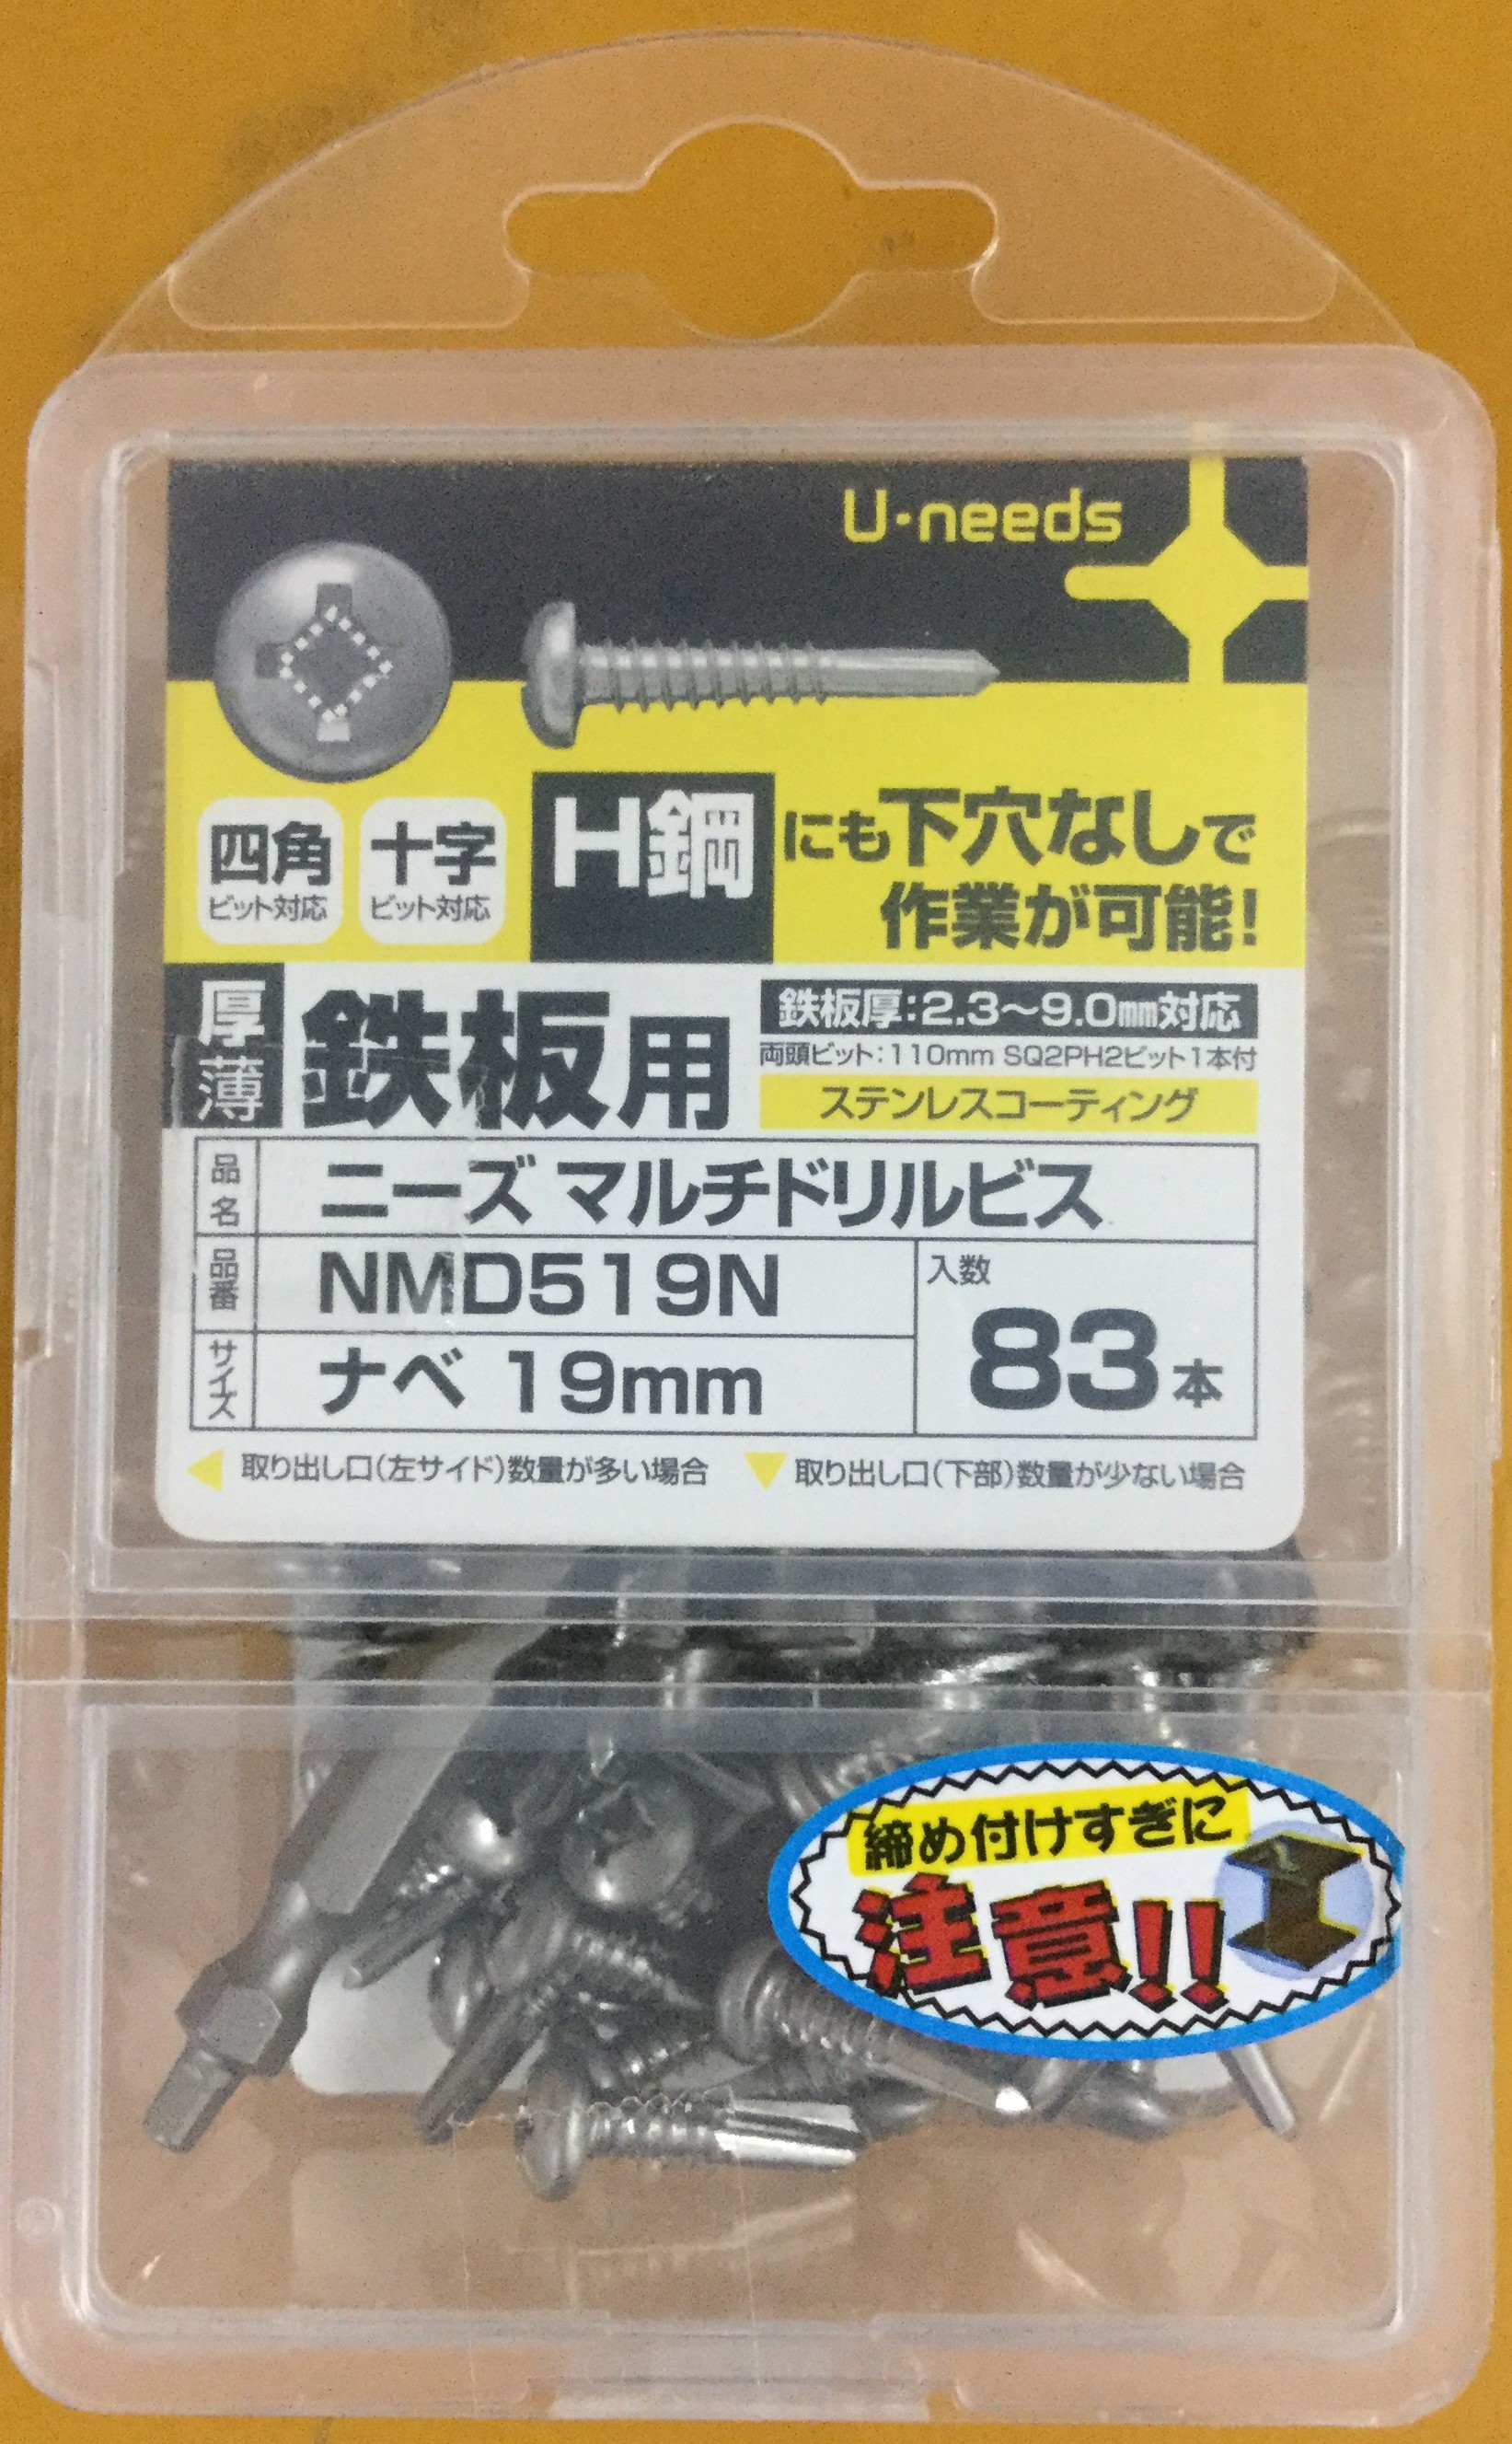 U·needs
四角
ビット対応
十字
ビット対応
H鋼にも下穴なしで
作業が可能!
厚
薄
鉄板用
鉄板厚:2.3〜9.0mm対応
両頭ビット:110mm SQ2PH2ビット1本付
ステンレスコーティング
品名 ニーズ マルチドリルビス
品番 NMD519N
サイズ ナベ 19mm
入数
83本
取り出し口(左サイド)数量が多い場合
取り出し口(下部)数量が少ない場合
締め付けすぎに
注意!!